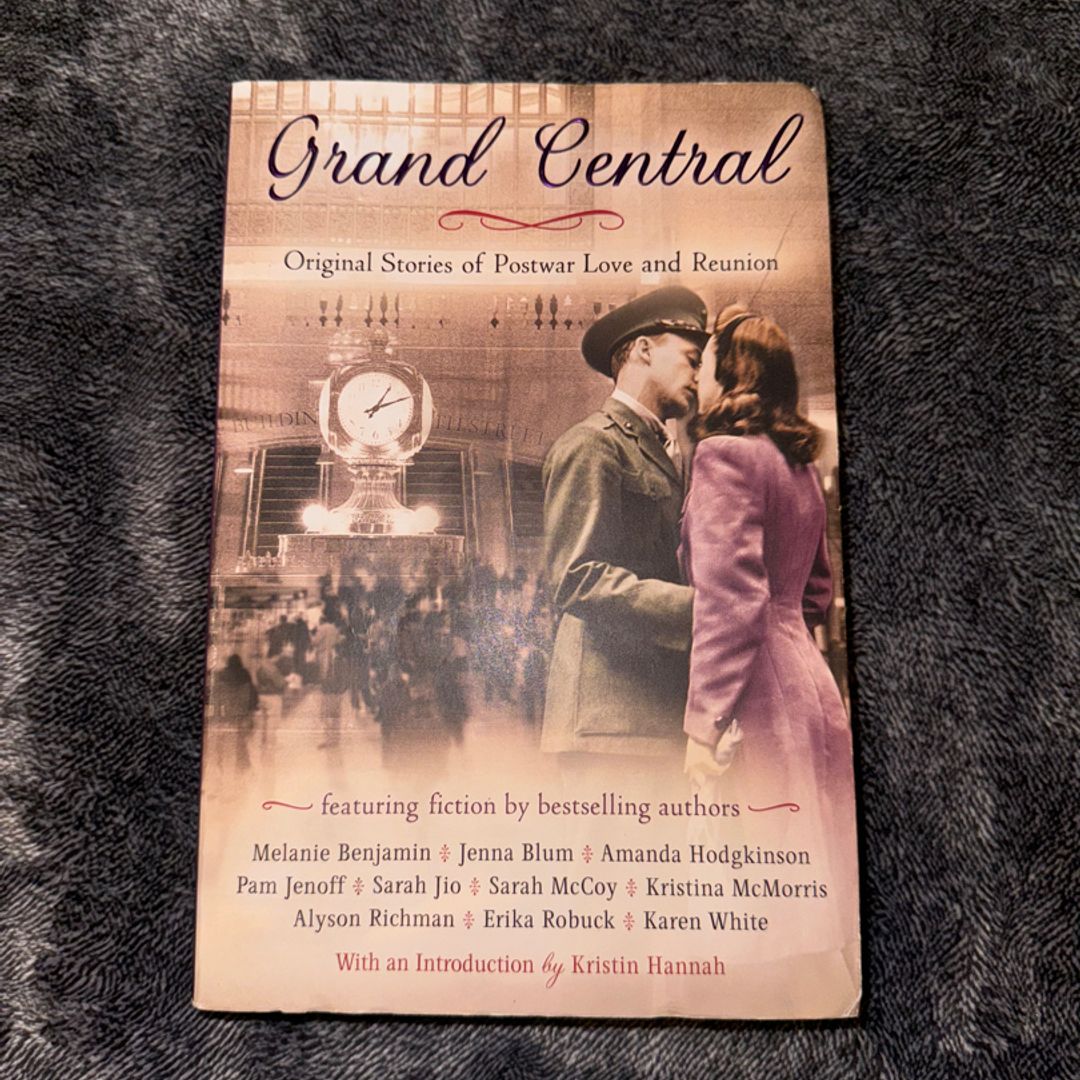 Grand Central
Original Stories of Postwar Love and Reunion
featuring fiction by bestselling authors
Melanie Benjamin ⁕ Jenna Blum ⁕ Amanda Hodgkinson
Pam Jenoff ⁕ Sarah Jio ⁕ Sarah McCoy ⁕ Kristina McMorris
Alyson Richman ⁕ Erika Robuck ⁕ Karen White
With an Introduction by Kristin Hannah